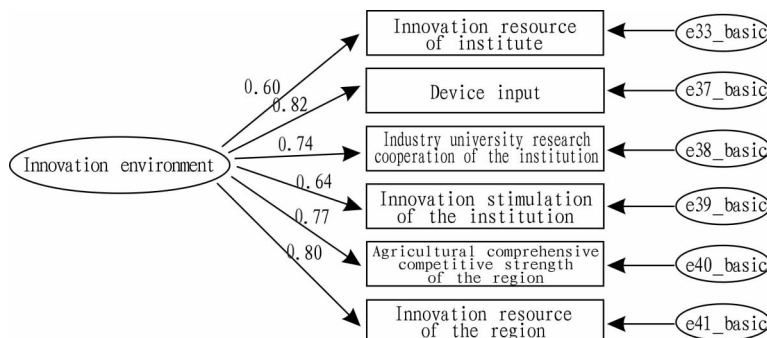 Innovation resource
of institute
e33_basic
0.60
0.82
Device input
e37_basic
0.74
Industry university research
cooperation of the institution
e38_basic
Innovation environment
0.64
Innovation stimulation
of the institution
e39_basic
0.77
Agricultural comprehensive
competitive strength
of the region
e40_basic
0.80
Innovation resource
of the region
e41_basic